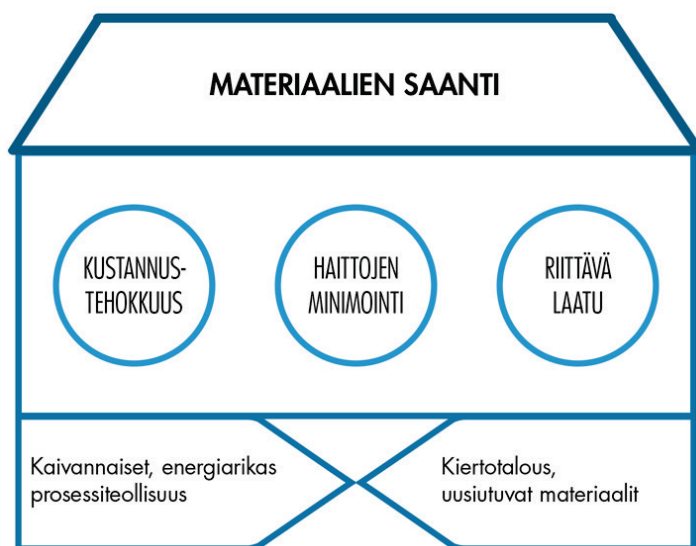 MATERIAALIEN SAANTI
KUSTANNUS-
TEHOKKUUS
HAITTOJEN
MINIMOINTI
RIITTÄVÄ
LAATU
Kaivannaiset, energiarikas
prosessiteollisuus
Kiertotalous,
uusiutuvat materiaalit